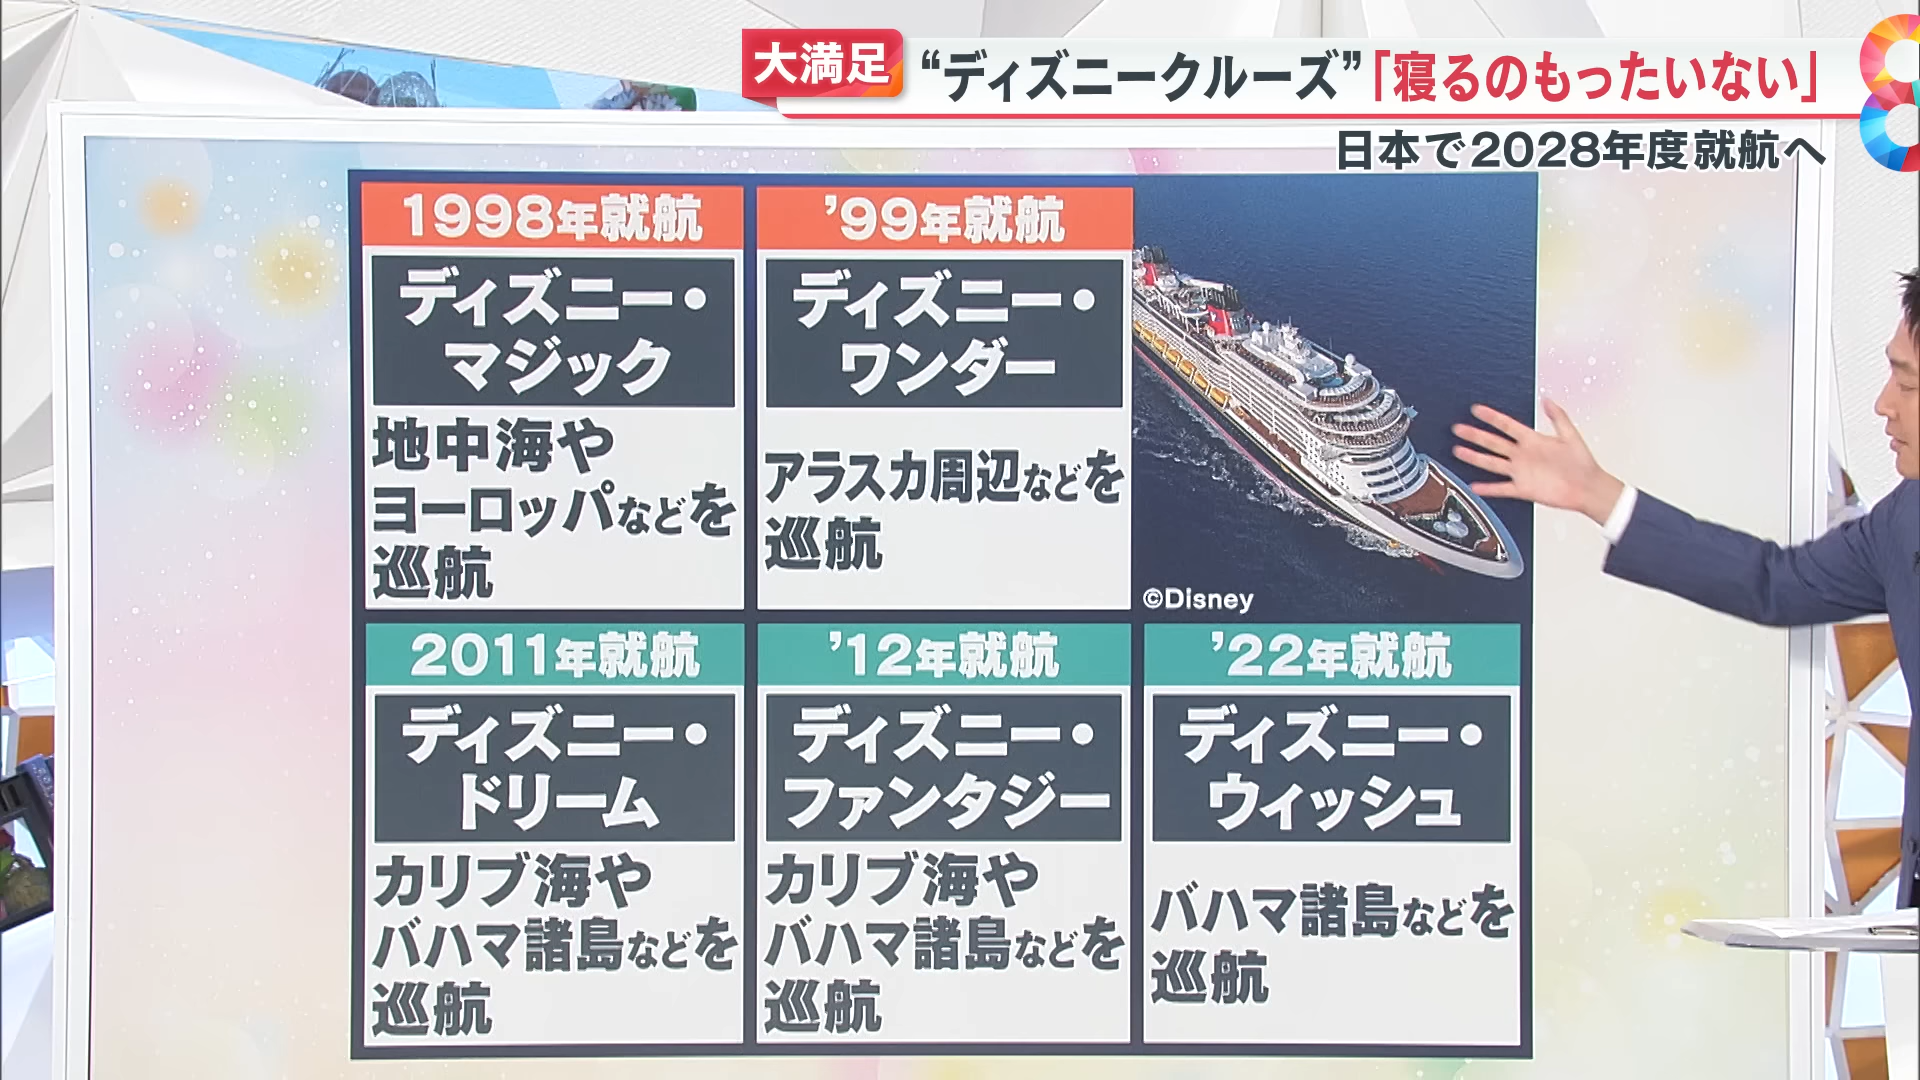 大満足
“ディズニークルーズ”「寝るのもったいない」
日本で2028年度就航へ
1998年就航
ディズニー・
マジック
地中海や
ヨーロッパなどを
巡航
’99年就航
ディズニー・
ワンダー
アラスカ周辺などを
巡航
©Disney
2011年就航
ディズニー・
ドリーム
カリブ海や
バハマ諸島などを
巡航
’12年就航
ディズニー・
ファンタジー
カリブ海や
バハマ諸島などを
巡航
’22年就航
ディズニー・
ウィッシュ
バハマ諸島などを
巡航